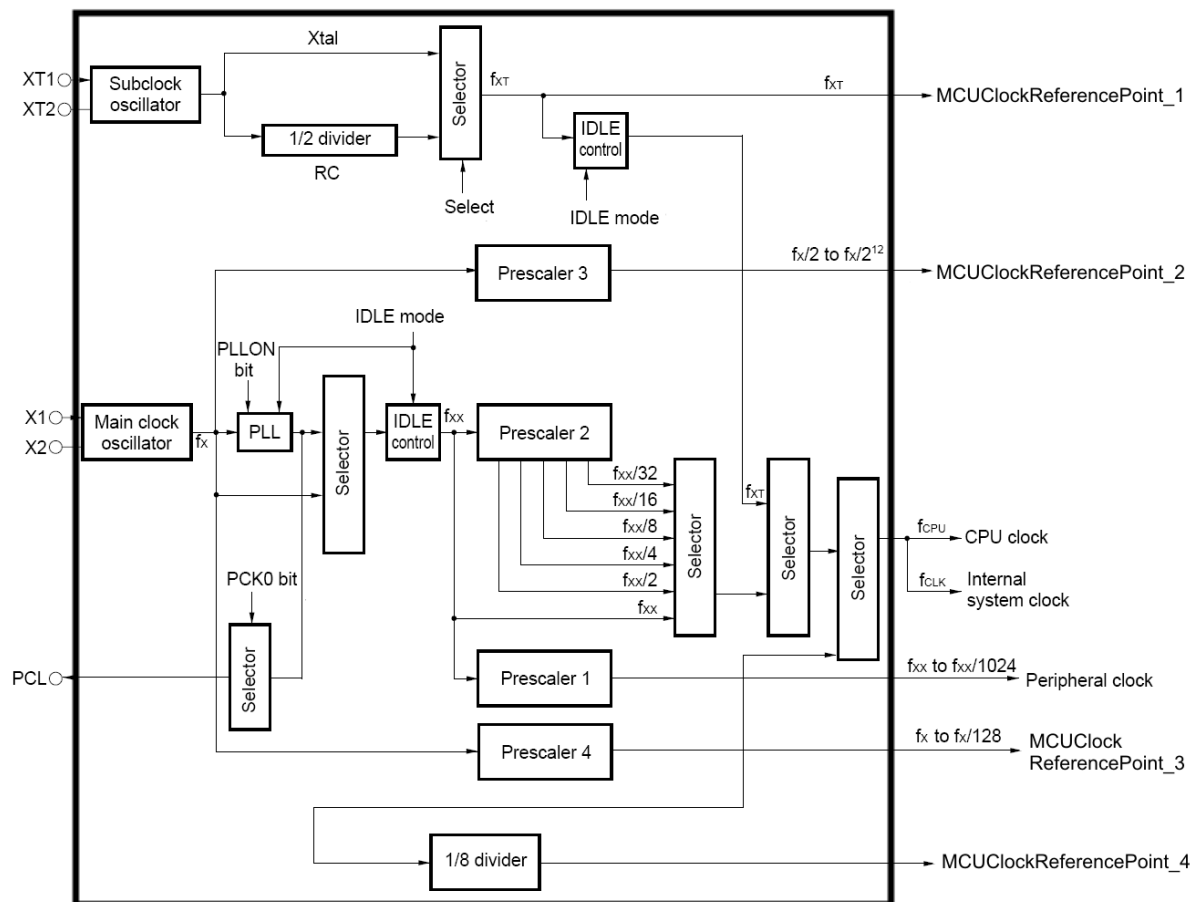 Xtal
XT1
XT2
Subclock
oscillator
1/2 divider
RC
Selector
Select
fXT
fXT
MCUClockReferencePoint_1
IDLE
control
IDLE mode
Prescaler 3
fX/2 to fX/2¹²
MCUClockReferencePoint_2
IDLE mode
PLLON
bit
X1
X2
Main clock
oscillator
fX
PLL
Selector
IDLE
control
fXX
Prescaler 2
fXX/32
fXX/16
fXX/8
fXX/4
fXX/2
fXX
Selector
fXT
Selector
Selector
fCPU
CPU clock
fCLK
Internal
system clock
PCK0 bit
PCL
Selector
Prescaler 1
fXX to fXX/1024
Peripheral clock
Prescaler 4
fX to fX/128
MCUClock
ReferencePoint_3
1/8 divider
MCUClockReferencePoint_4